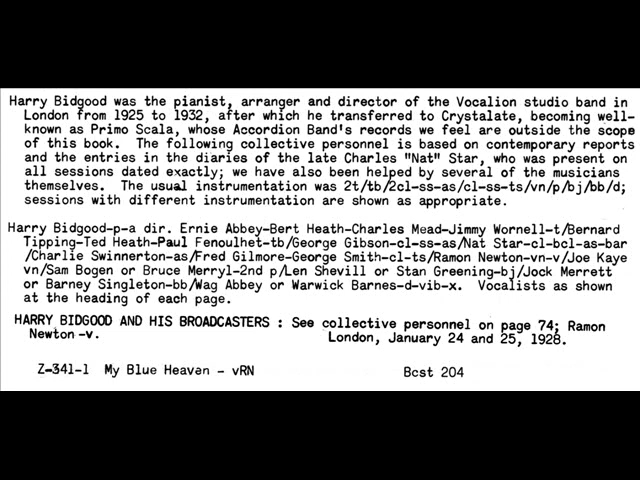 Harry Bidgood was the pianist, arranger and director of the Vocalion studio band in
London from 1925 to 1932, after which he transferred to Crystalate, becoming well-
known as Primo Scala, whose Accordion Band's records we feel are outside the scope
of this book. The following collective personnel is based on contemporary reports
and the entries in the diaries of the late Charles "Nat" Star, who was present on
all sessions dated exactly; we have also been helped by several of the musicians
themselves. The usual instrumentation was 2t/tb/2cl-ss-as/cl-ss-ts/vn/p/bj/bb/d;
sessions with different instrumentation are shown as appropriate.
Harry Bidgood-p-a dir. Ernie Abbey-Bert Heath-Charles Mead-Jimmy Wornell-t/Bernard
Tipping-Ted Heath-Paul Fenoulhet-tb/George Gibson-cl-ss-as/Nat Star-cl-bcl-as-bar
/Charlie Swinnerton-as/Fred Gilmore-George Smith-cl-ts/Ramon Newton-vn-v/Joe Kaye
vn/Sam Bogen or Bruce Merryl-2nd p/Len Shevill or Stan Greening-bj/Jock Merrett
or Barney Singleton-bb/Wag Abbey or Warwick Barnes-d-vib-x. Vocalists as shown
at the heading of each page.
HARRY BIDGOOD AND HIS BROADCASTERS : See collective personnel on page 74; Ramon
Newton-v. London, January 24 and 25, 1928.
Z-341-1 My Blue Heaven - vRN Bcst 204